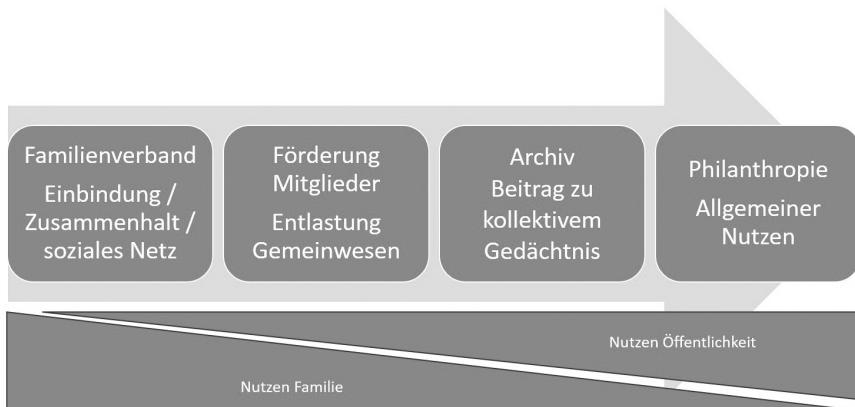 Familienverband
Einbindung /
Zusammenhalt /
soziales Netz
Förderung
Mitglieder
Entlastung
Gemeinwesen
Archiv
Beitrag zu
kollektivem
Gedächtnis
Philanthropie
Allgemeiner
Nutzen
Nutzen Öffentlichkeit
Nutzen Familie